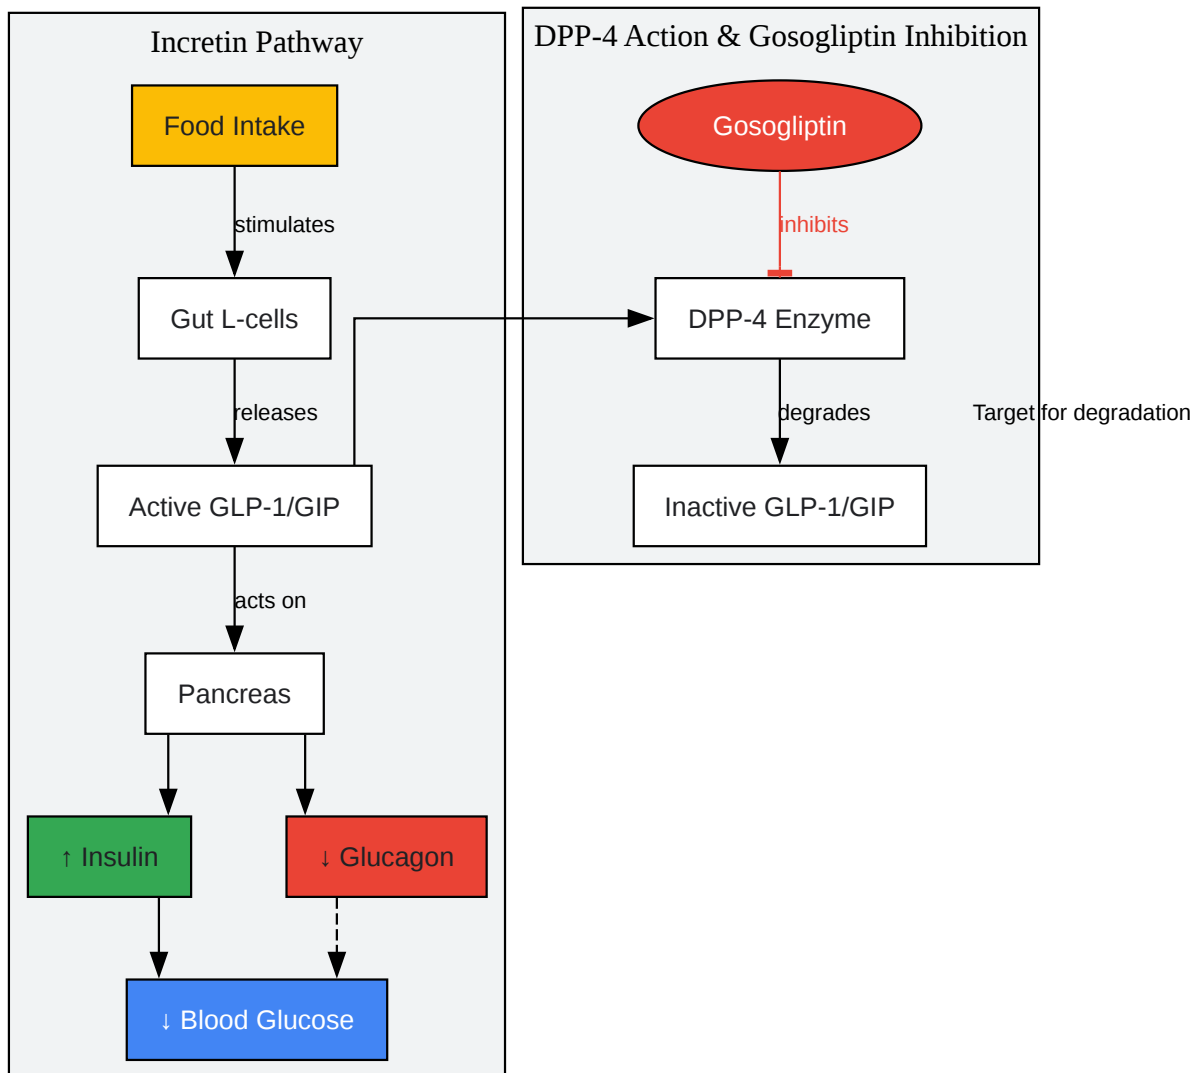 Incretin Pathway
Food Intake
stimulates
Gut L-cells
releases
Active GLP-1/GIP
acts on
Pancreas
↑ Insulin
↓ Glucagon
↓ Blood Glucose
DPP-4 Action & Gosogliptin Inhibition
Gosogliptin
inhibits
DPP-4 Enzyme
degrades
Target for degradation
Inactive GLP-1/GIP